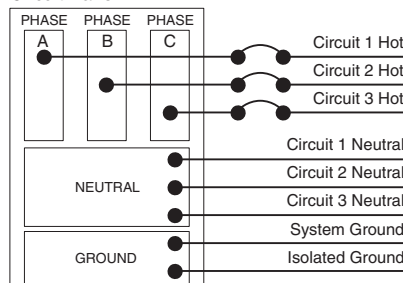 PHASE PHASE PHASE
A B C
Circuit 1 Hot
Circuit 2 Hot
Circuit 3 Hot
Circuit 1 Neutral
NEUTRAL
Circuit 2 Neutral
Circuit 3 Neutral
System Ground
GROUND
Isolated Ground